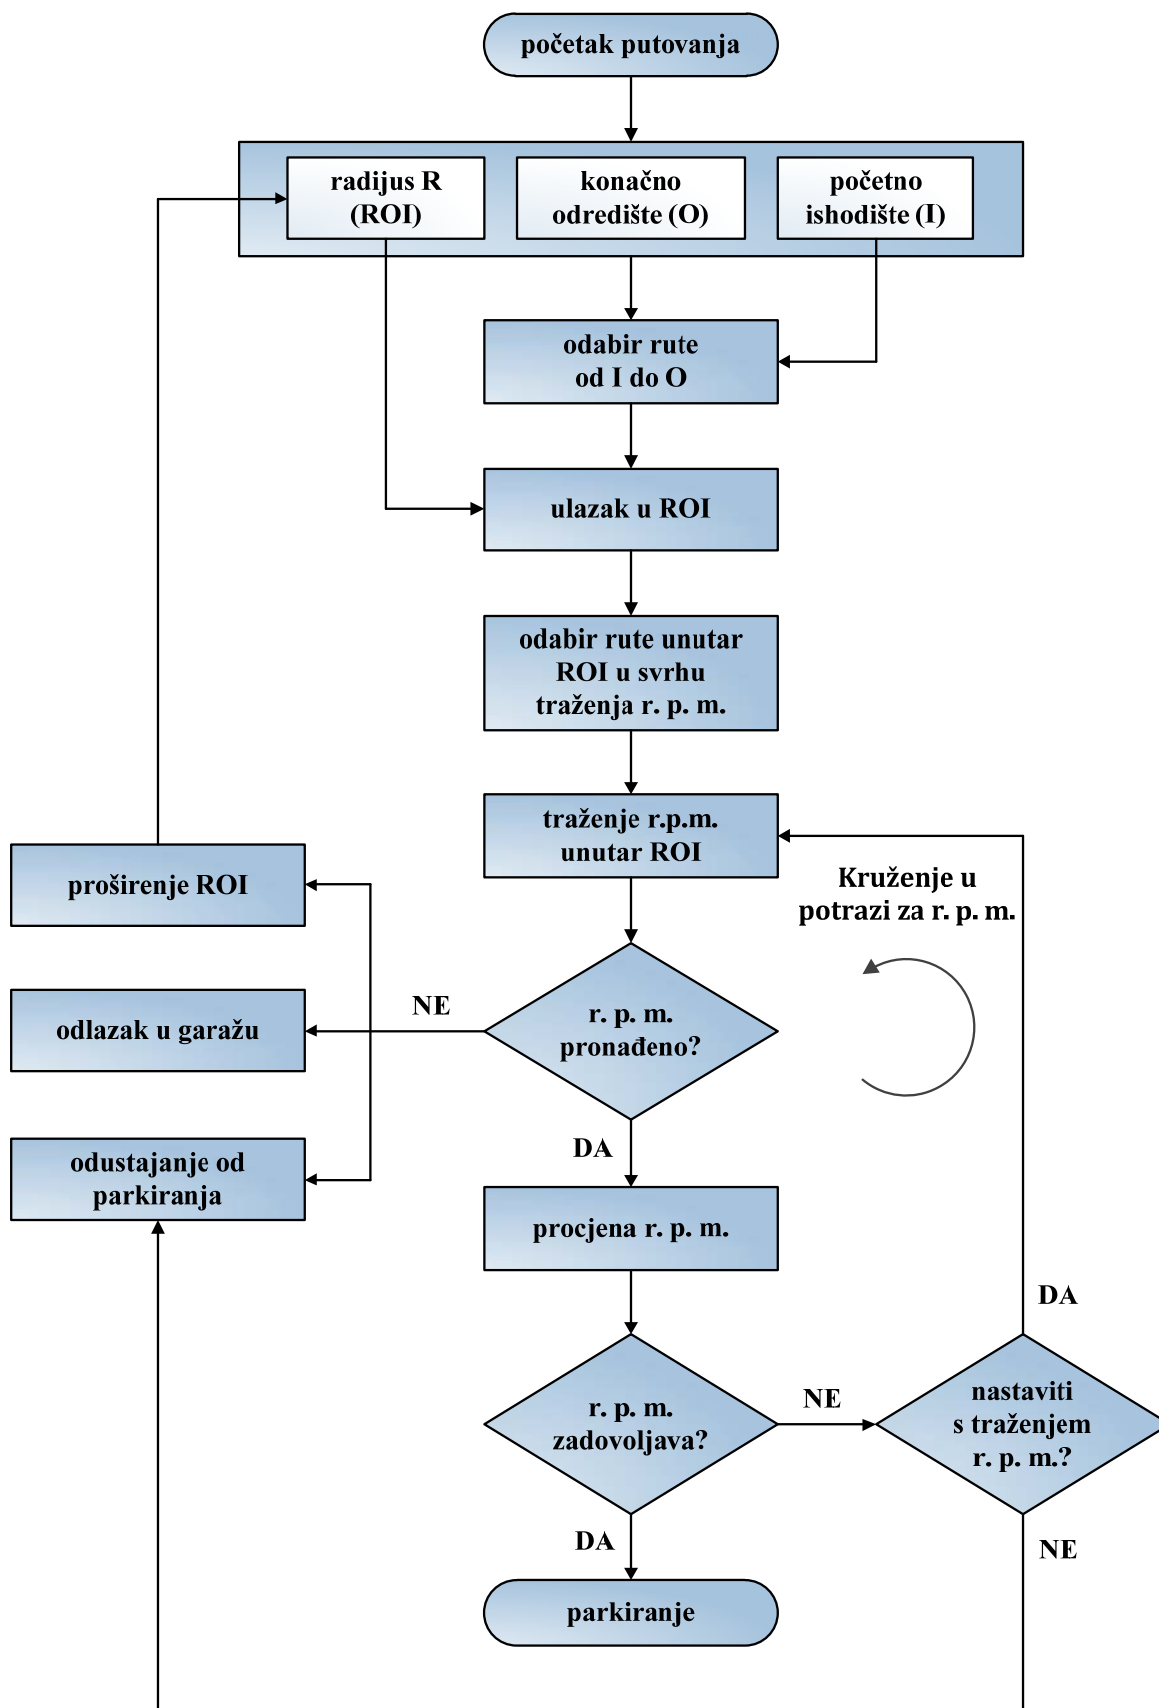 početak putovanja
radijus R
(ROI)
konačno
odredište (O)
početno
ishodište (I)
odabir rute
od I do O
ulazak u ROI
odabir rute unutar
ROI u svrhu
traženja r. p. m.
traženje r.p.m.
unutar ROI
proširenje ROI
Kruženje u
potrazi za r. p. m.
NE
r. p. m.
pronađeno?
odlazak u garažu
DA
odustajanje od
parkiranja
procjena r. p. m.
DA
r. p. m.
zadovoljava?
NE
nastaviti
s traženjem
r. p. m.?
DA
NE
parkiranje